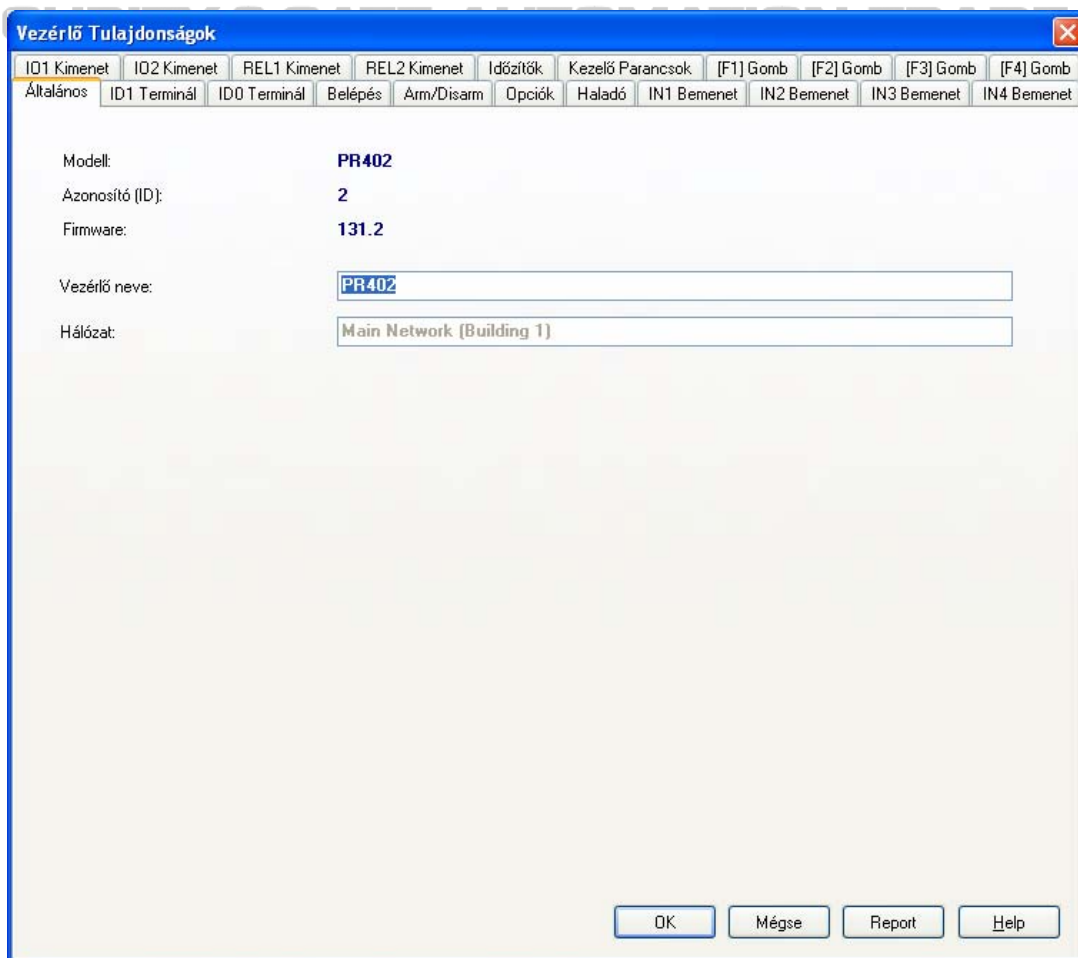 Vezérlő Tulajdonságok
IO1 Kimenet IO2 Kimenet REL1 Kimenet REL2 Kimenet Időzítők Kezelő Parancsok [F1] Gomb [F2] Gomb [F3] Gomb [F4] Gomb
Általános ID1 Terminál ID0 Terminál Belépés Arm/Disarm Opciók Haladó IN1 Bemenet IN2 Bemenet IN3 Bemenet IN4 Bemenet
Modell: PR402
Azonosító (ID): 2
Firmware: 131.2
Vezérlő neve: PR402
Hálózat: Main Network (Building 1)
OK Mégse Report Help